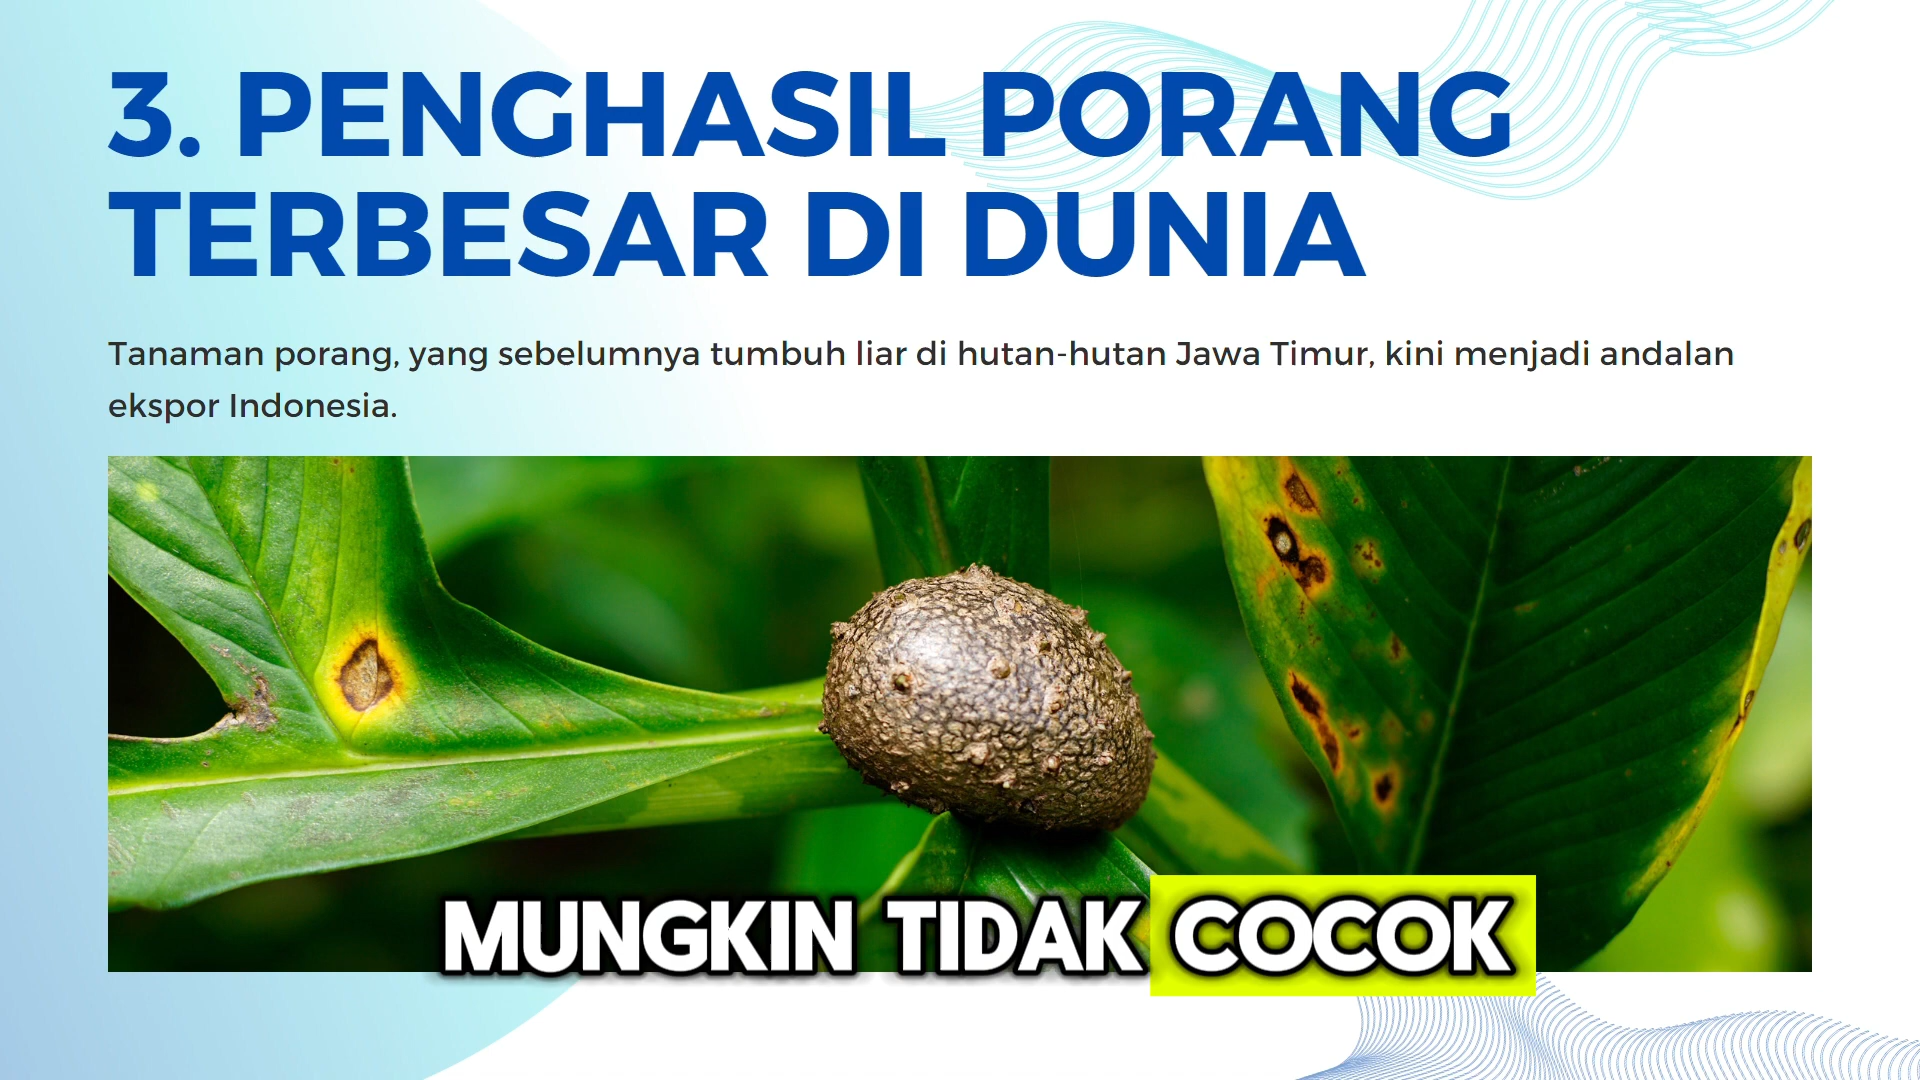 3. PENGHASIL PORANG
TERBESAR DI DUNIA
Tanaman porang, yang sebelumnya tumbuh liar di hutan-hutan Jawa Timur, kini menjadi andalan
ekspor Indonesia.
MUNGKIN TIDAK COCOK